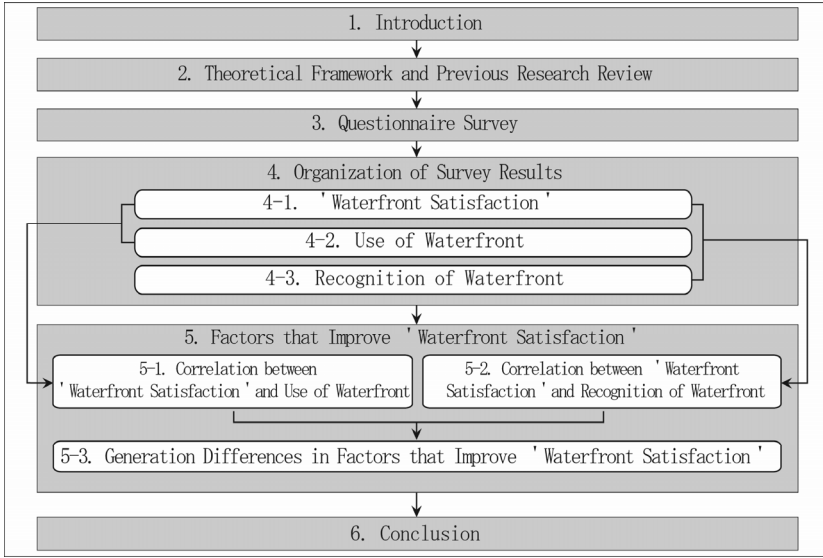 1. Introduction
2. Theoretical Framework and Previous Research Review
3. Questionnaire Survey
4. Organization of Survey Results
4-1. 'Waterfront Satisfaction'
4-2. Use of Waterfront
4-3. Recognition of Waterfront
5. Factors that Improve 'Waterfront Satisfaction'
5-1. Correlation between
'Waterfront Satisfaction' and Use of Waterfront
5-2. Correlation between 'Waterfront
Satisfaction' and Recognition of Waterfront
5-3. Generation Differences in Factors that Improve 'Waterfront Satisfaction'
6. Conclusion